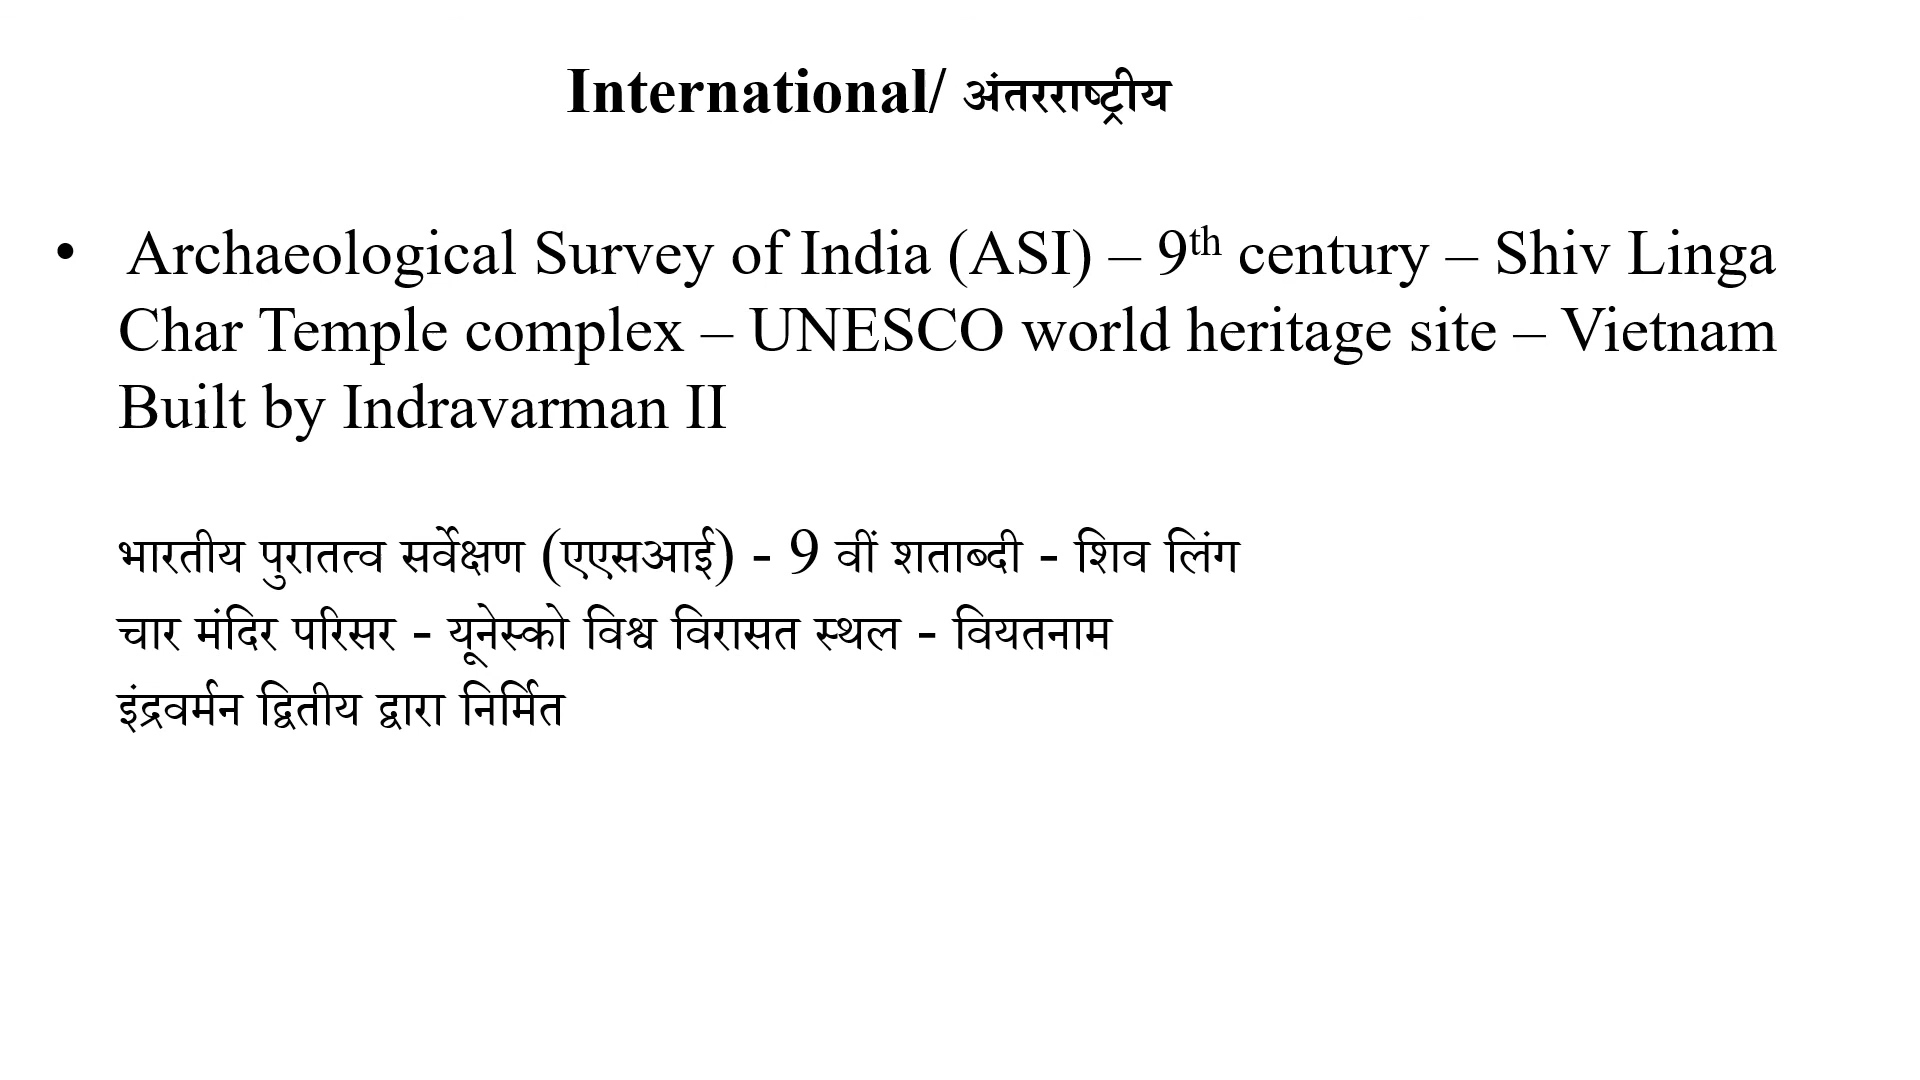 International/ अंतरराष्ट्रीय
• Archaeological Survey of India (ASI) – 9th century – Shiv Linga
Char Temple complex – UNESCO world heritage site – Vietnam
Built by Indravarman II
भारतीय पुरातत्व सर्वेक्षण (एएसआई) - 9 वीं शताब्दी - शिव लिंग
चार मंदिर परिसर - यूनेस्को विश्व विरासत स्थल - वियतनाम
इंद्रवर्मन द्वितीय द्वारा निर्मित